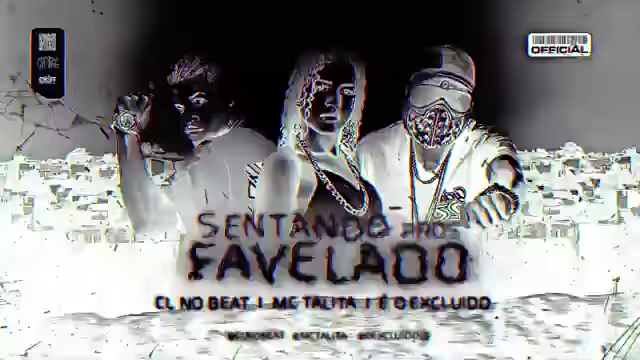 OFFICIAL
SENTANDO PROS
FAVELADO
CL NO BEAT | MC TALITA | É O EXCLUIDO